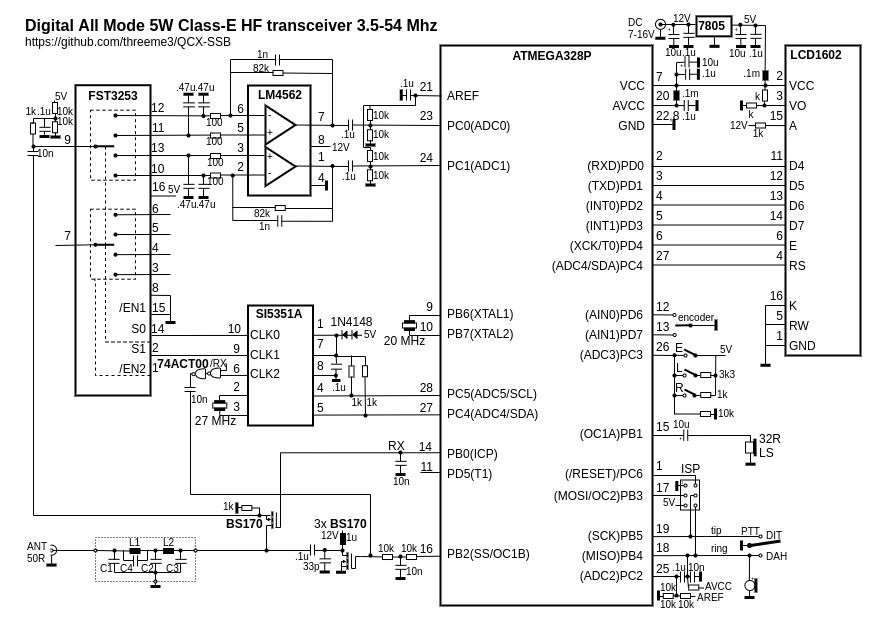 Digital All Mode 5W Class-E HF transceiver 3.5-54 Mhz
https://github.com/threeme3/QCX-SSB
DC
7-16V
12V
7805
5V
10u .1u
10u .1u
FST3253
LM4562
ATMEGA328P
LCD1602
5V
1k .1u 10k
10k
9
10n
12
11
13
10
16 5V
6
5
4
3
8
15
14
2
1
7
/EN1
S0
S1
/EN2
.47u .47u
100
100
100
100
.47u .47u
1n
82k
6
5
3
2
7
8 12V
1
4
-
+
+
-
82k
1n
.1u
.1u
.1u
10k
10k
10k
10k
21 AREF
23 PC0(ADC0)
24 PC1(ADC1)
SI5351A
10 CLK0
9 CLK1
6 CLK2
2
3
27 MHz
74ACT00 /RX
10n
1
7
8
4
5
1N4148
5V
.1u
1k 1k
9 PB6(XTAL1)
10 PB7(XTAL2)
20 MHz
28 PC5(ADC5/SCL)
27 PC4(ADC4/SDA)
RX 14 PB0(ICP)
10n
11 PD5(T1)
16 PB2(SS/OC1B)
10k 10k
10n
1k
BS170
3x BS170
12V
1u
.1u
33p
ANT
50R
L1 L2
C1 C4 C2 C3
VCC 7
AVCC 20
GND 22,8
10u
.1u
.1m
.1u
.1m
k
k
12V
1k
2 VCC
3 VO
15 A
(RXD)PD0 2 11 D4
(TXD)PD1 3 12 D5
(INT0)PD2 4 13 D6
(INT1)PD3 5 14 D7
(XCK/T0)PD4 6 6 E
(ADC4/SDA)PC4 27 4 RS
16 K
5 RW
1 GND
(AIN0)PD6 12
(AIN1)PD7 13
encoder
(ADC3)PC3 26
E 5V
L 3k3
R 1k
10k
(OC1A)PB1 15
10u
32R
LS
(/RESET)/PC6 1
ISP
(MOSI/OC2)PB3 17
5V
(SCK)PB5 19
tip PTT DIT
(MISO)PB4 18
ring DAH
(ADC2)PC2 25
.1u 10n
10k AVCC
10k 10k AREF